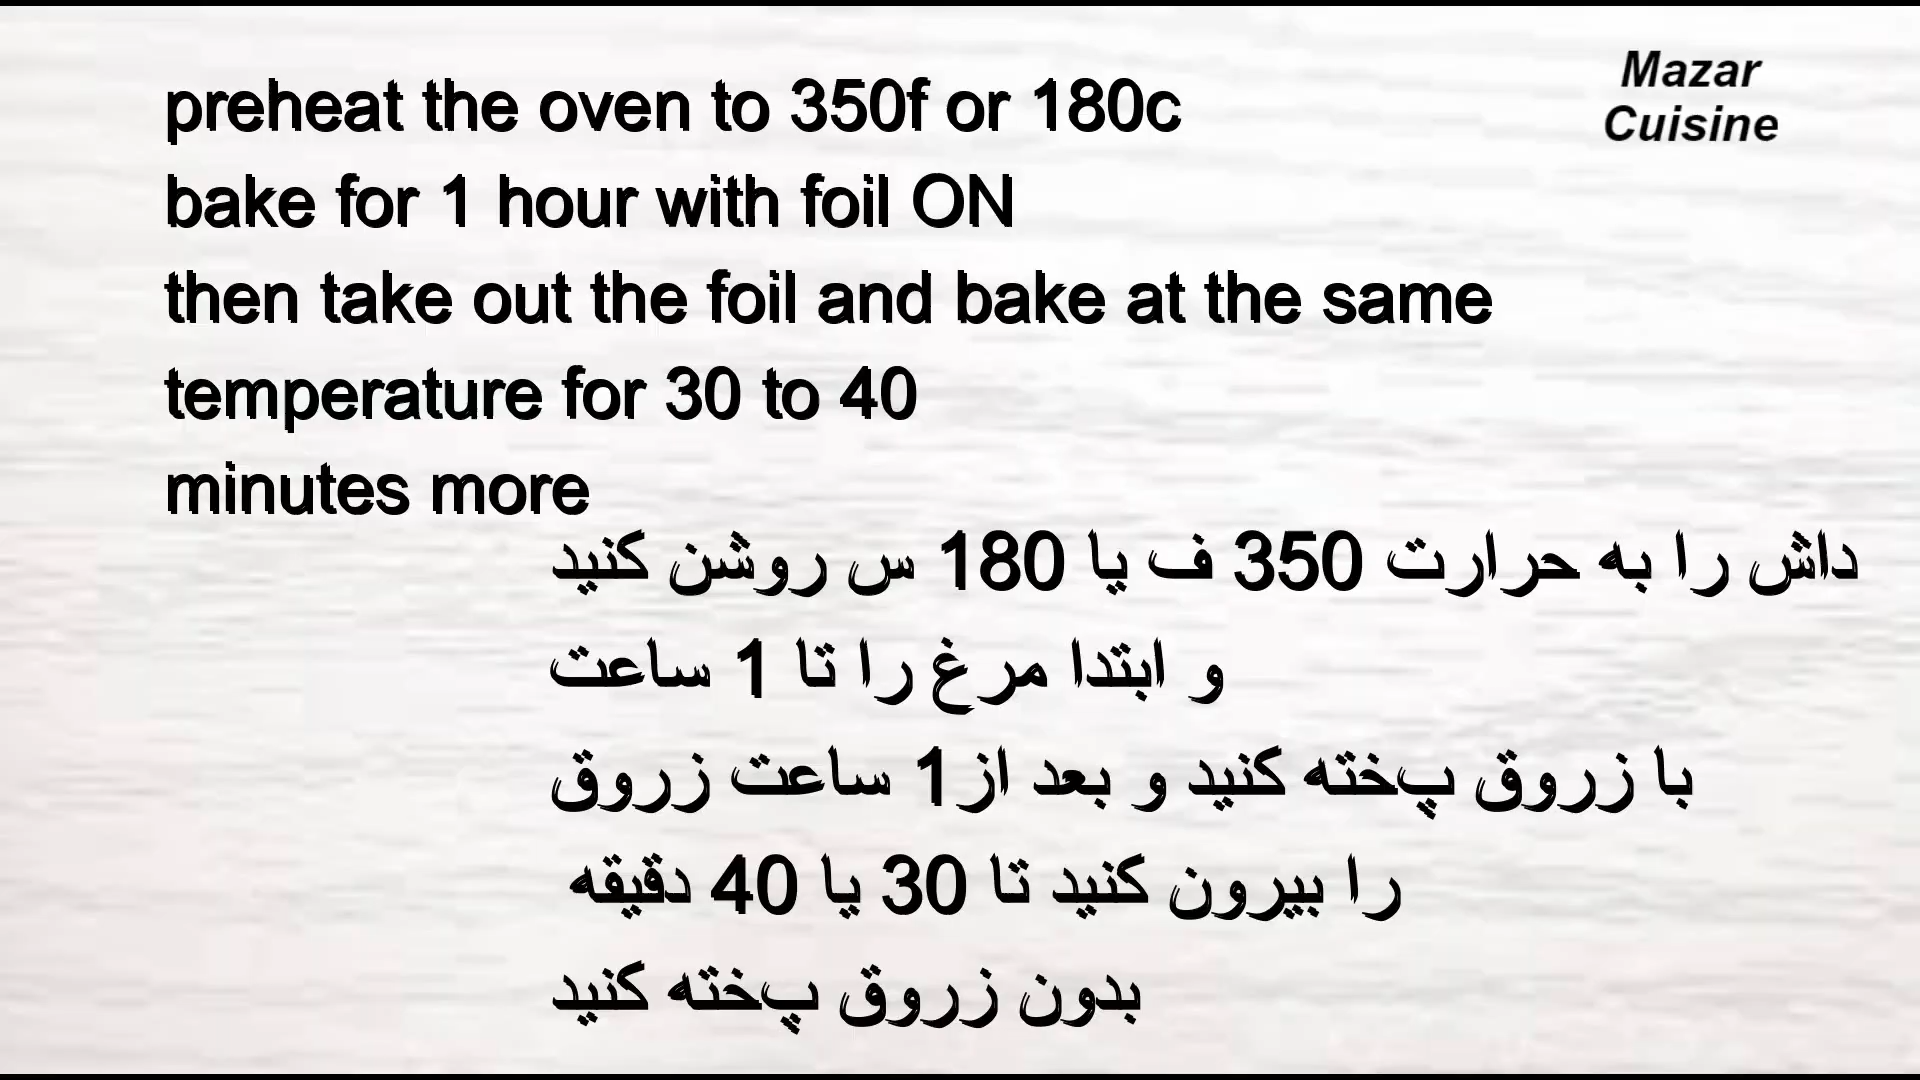 preheat the oven to 350f or 180c
bake for 1 hour with foil ON
then take out the foil and bake at the same
temperature for 30 to 40
minutes more
Mazar
Cuisine
داش را به حرارت 350 ف یا 180 س روشن کنید
و ابتدا مرغ را تا 1 ساعت
با زروق پخته کنید و بعد از1 ساعت زروق
را بیرون کنید تا 30 یا 40 دقیقه
بدون زروق پخته کنید